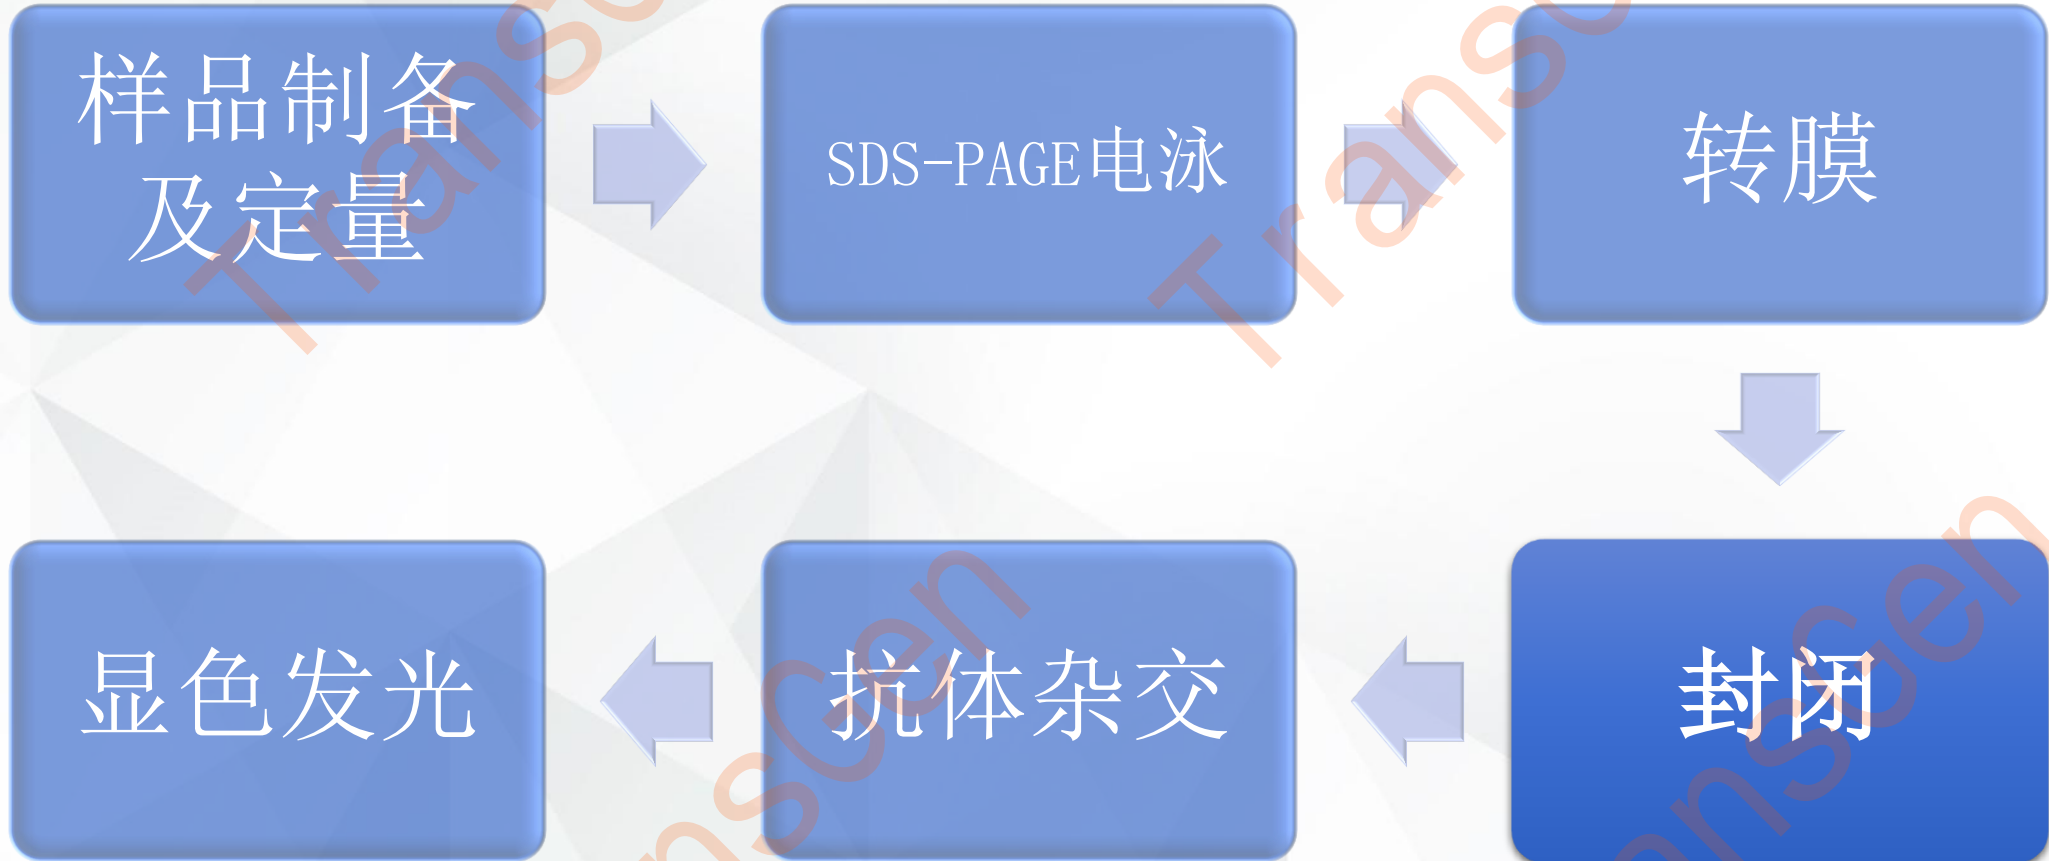 样品制备
及定量
SDS-PAGE电泳
转膜
封闭
抗体杂交
显色发光
TransGen